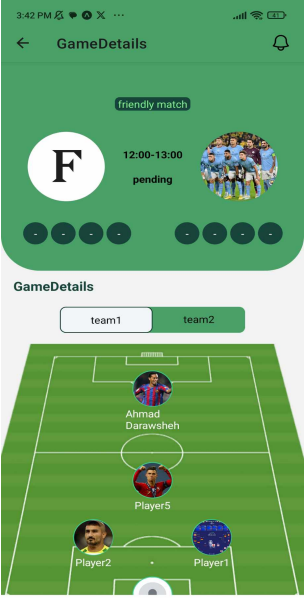 3:42 PM
41
GameDetails
friendly match
F
12:00-13:00
pending
- - - - - - - -
GameDetails
team1 team2
Ahmad
Darawsheh
Player5
Player2 Player1